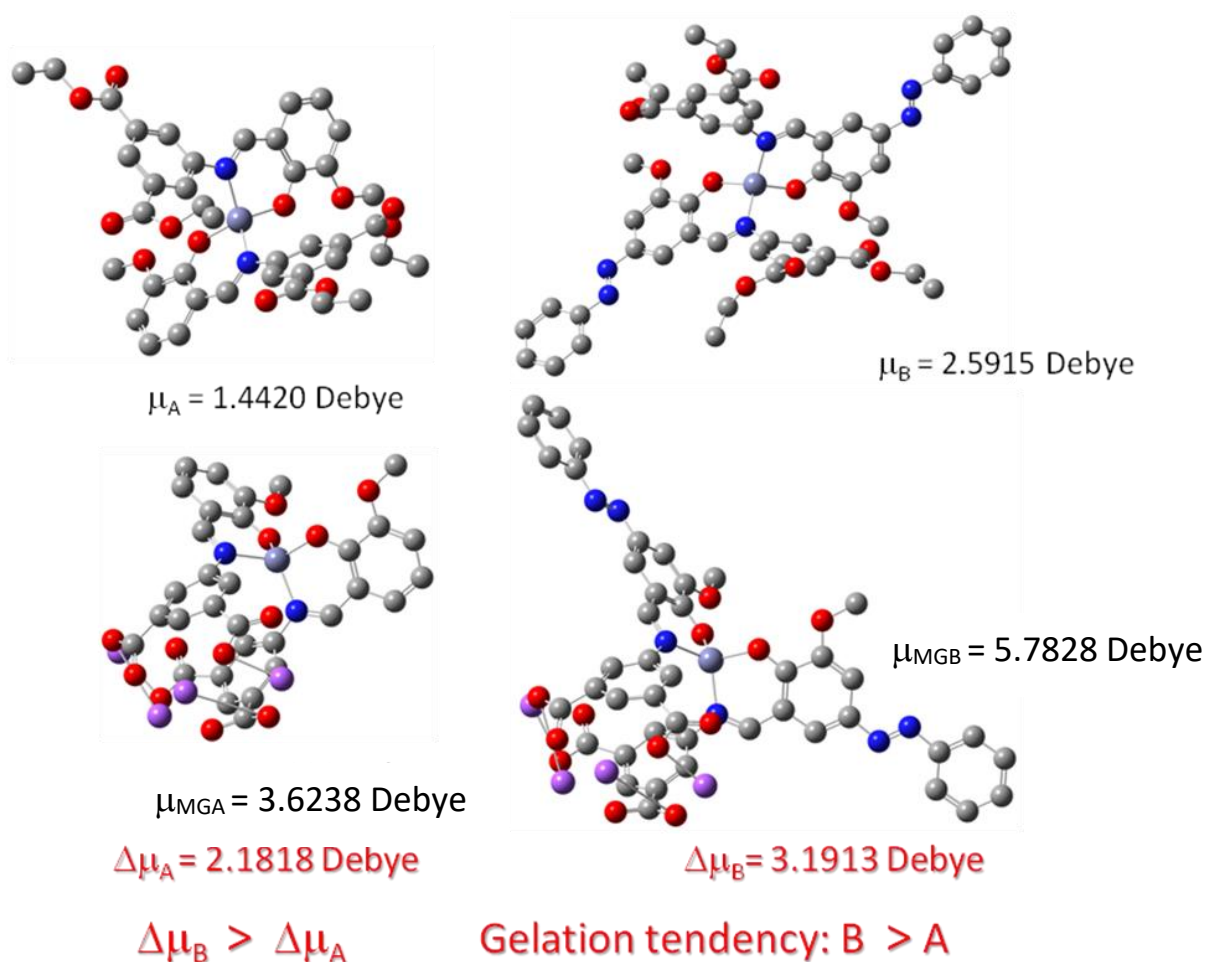 μA = 1.4420 Debye
μB = 2.5915 Debye
μMGA = 3.6238 Debye
μMGB = 5.7828 Debye
ΔμA = 2.1818 Debye
ΔμB= 3.1913 Debye
ΔμB > ΔμA
Gelation tendency: B > A